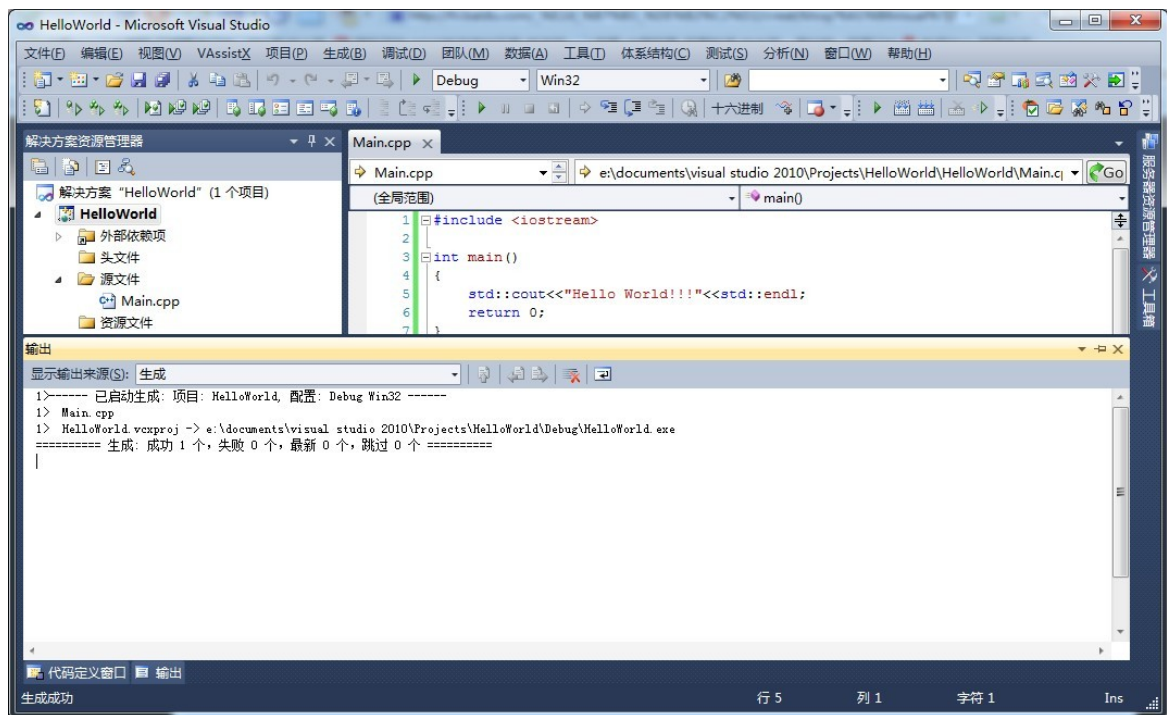 HelloWorld - Microsoft Visual Studio
文件(F) 编辑(E) 视图(V) VAssistX 项目(P) 生成(B) 调试(D) 团队(M) 数据(A) 工具(T) 体系结构(C) 测试(S) 分析(N) 窗口(W) 帮助(H)
Debug Win32
十六进制
解决方案资源管理器
解决方案 "HelloWorld" (1 个项目)
HelloWorld
外部依赖项
头文件
源文件
Main.cpp
资源文件
Main.cpp
Main.cpp e:\documents\visual studio 2010\Projects\HelloWorld\HelloWorld\Main.c Go
(全局范围) main()
1 #include <iostream>
2
3 int main()
4 {
5 std::cout<<"Hello World!!!"<<std::endl;
6 return 0;
7 }
服务器资源管理器
工具箱
输出
显示输出来源(S): 生成
1>------ 已启动生成: 项目: HelloWorld, 配置: Debug Win32 ------
1> Main.cpp
1> HelloWorld.vcxproj -> e:\documents\visual studio 2010\Projects\HelloWorld\Debug\HelloWorld.exe
========== 生成: 成功 1 个，失败 0 个，最新 0 个，跳过 0 个 ==========
代码定义窗口 输出
生成成功 行 5 列 1 字符 1 Ins